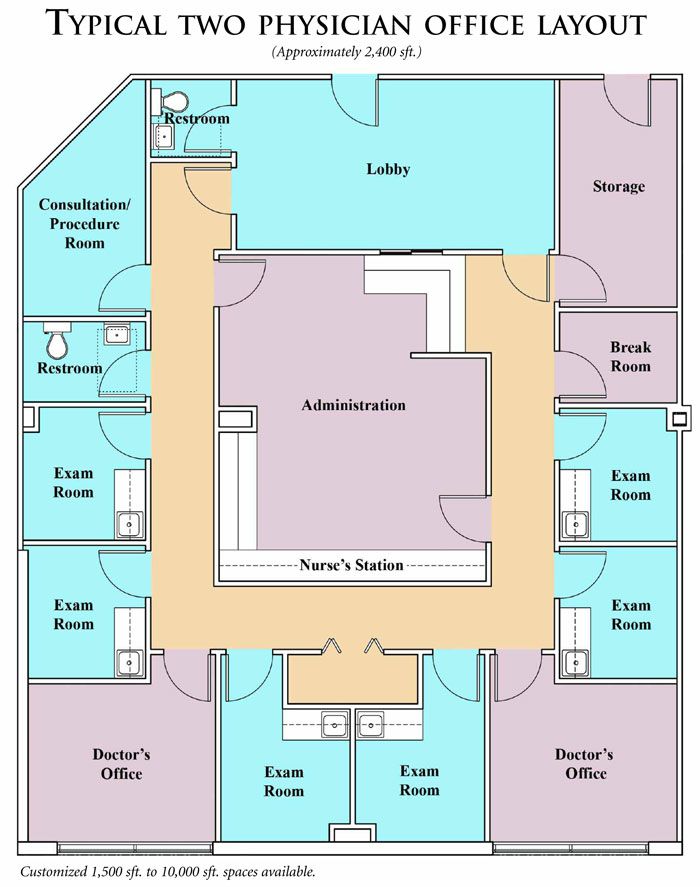 TYPICAL TWO PHYSICIAN OFFICE LAYOUT
(Approximately 2,400 sft.)
Restroom
Lobby
Storage
Consultation/
Procedure
Room
Restroom
Break
Room
Administration
Exam
Room
Exam
Room
Nurse's Station
Exam
Room
Exam
Room
Doctor's
Office
Exam
Room
Exam
Room
Doctor's
Office
Customized 1,500 sft. to 10,000 sft. spaces available.